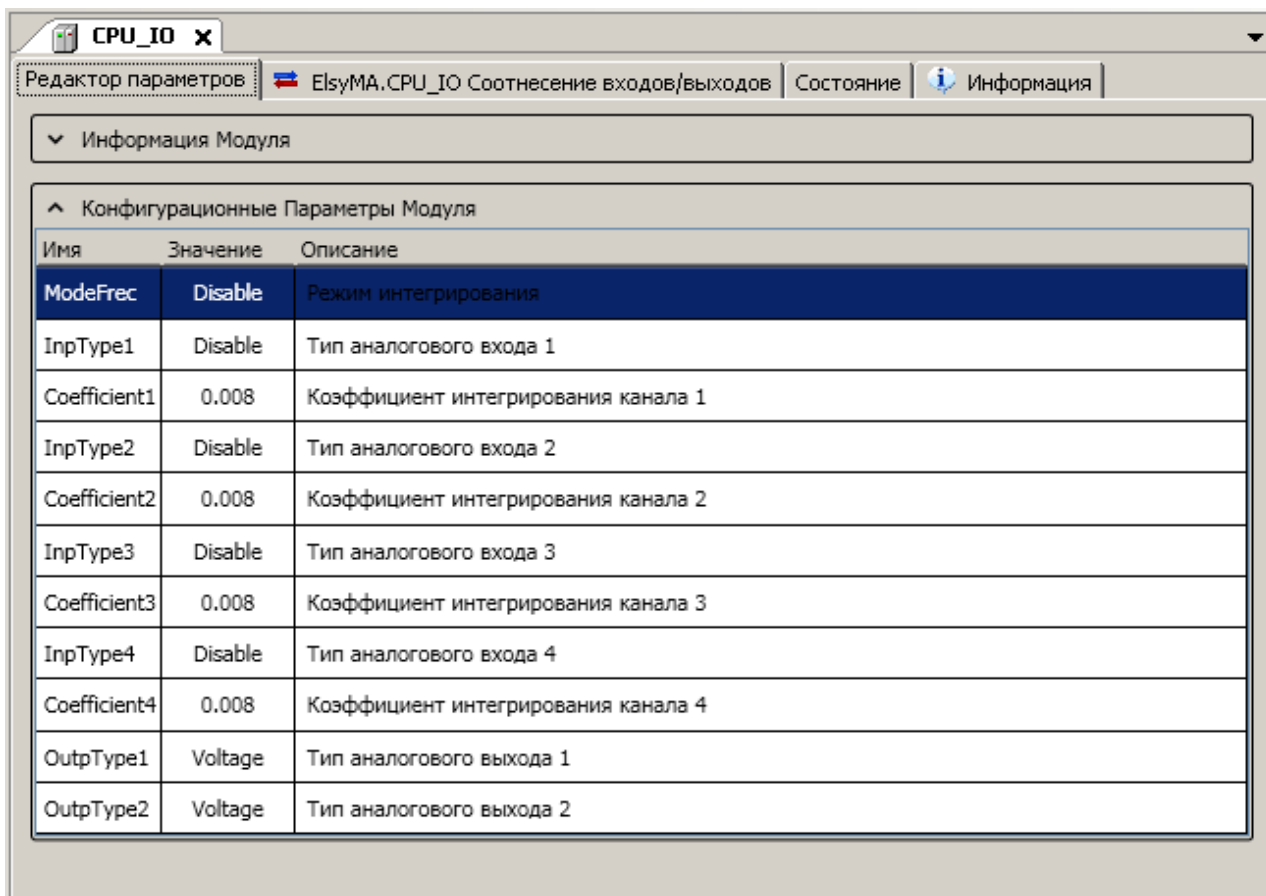 CPU_IO
Редактор параметров ElsyMA.CPU_IO Соотнесение входов/выходов Состояние Информация
Информация Модуля
Конфигурационные Параметры Модуля
Имя Значение Описание
ModeFrec Disable Режим интегрирования
InpType1 Disable Тип аналогового входа 1
Coefficient1 0.008 Коэффициент интегрирования канала 1
InpType2 Disable Тип аналогового входа 2
Coefficient2 0.008 Коэффициент интегрирования канала 2
InpType3 Disable Тип аналогового входа 3
Coefficient3 0.008 Коэффициент интегрирования канала 3
InpType4 Disable Тип аналогового входа 4
Coefficient4 0.008 Коэффициент интегрирования канала 4
OutpType1 Voltage Тип аналогового выхода 1
OutpType2 Voltage Тип аналогового выхода 2